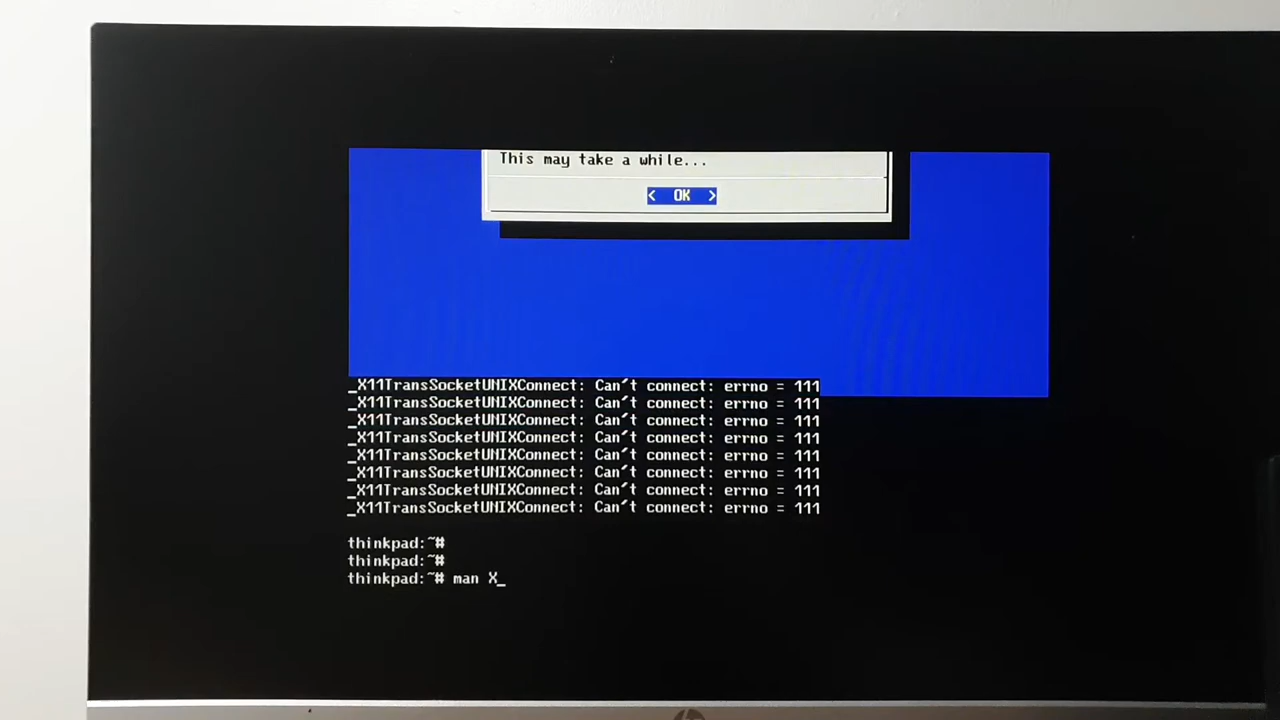 This may take a while...
< OK >
_X11TransSocketUNIXConnect: Can´t connect: errno = 111
_X11TransSocketUNIXConnect: Can´t connect: errno = 111
_X11TransSocketUNIXConnect: Can´t connect: errno = 111
_X11TransSocketUNIXConnect: Can´t connect: errno = 111
_X11TransSocketUNIXConnect: Can´t connect: errno = 111
_X11TransSocketUNIXConnect: Can´t connect: errno = 111
_X11TransSocketUNIXConnect: Can´t connect: errno = 111
_X11TransSocketUNIXConnect: Can´t connect: errno = 111
thinkpad:~#
thinkpad:~#
thinkpad:~# man X_